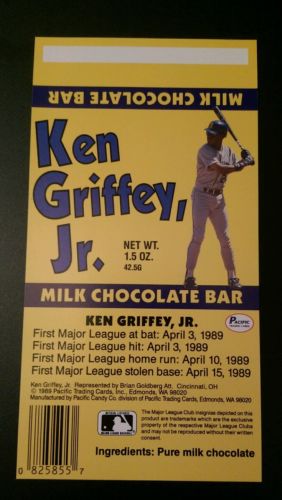 MILK CHOCOLATE BAR
Ken
Griffey,
Jr.
NET WT.
1.5 OZ.
42.5G
MILK CHOCOLATE BAR
KEN GRIFFEY, JR.
PACIFIC
First Major League at bat: April 3, 1989
First Major League hit: April 3, 1989
First Major League home run: April 10, 1989
First Major League stolen base: April 15, 1989
Ken Griffey, Jr. Represented by Brian Goldberg Att. Cincinnati, OH
© 1989 Pacific Trading Cards, Inc., Edmonds, WA 98020
Manufactured by Pacific Candy Co. division of Pacific Trading Cards, Edmonds, WA 98020
The Major League Club insignias depicted on this
product are trademarks which are the exclusive
property of the respective Major League Clubs
and may not be reproduced without their written
consent.
Ingredients: Pure milk chocolate
0 825855 7